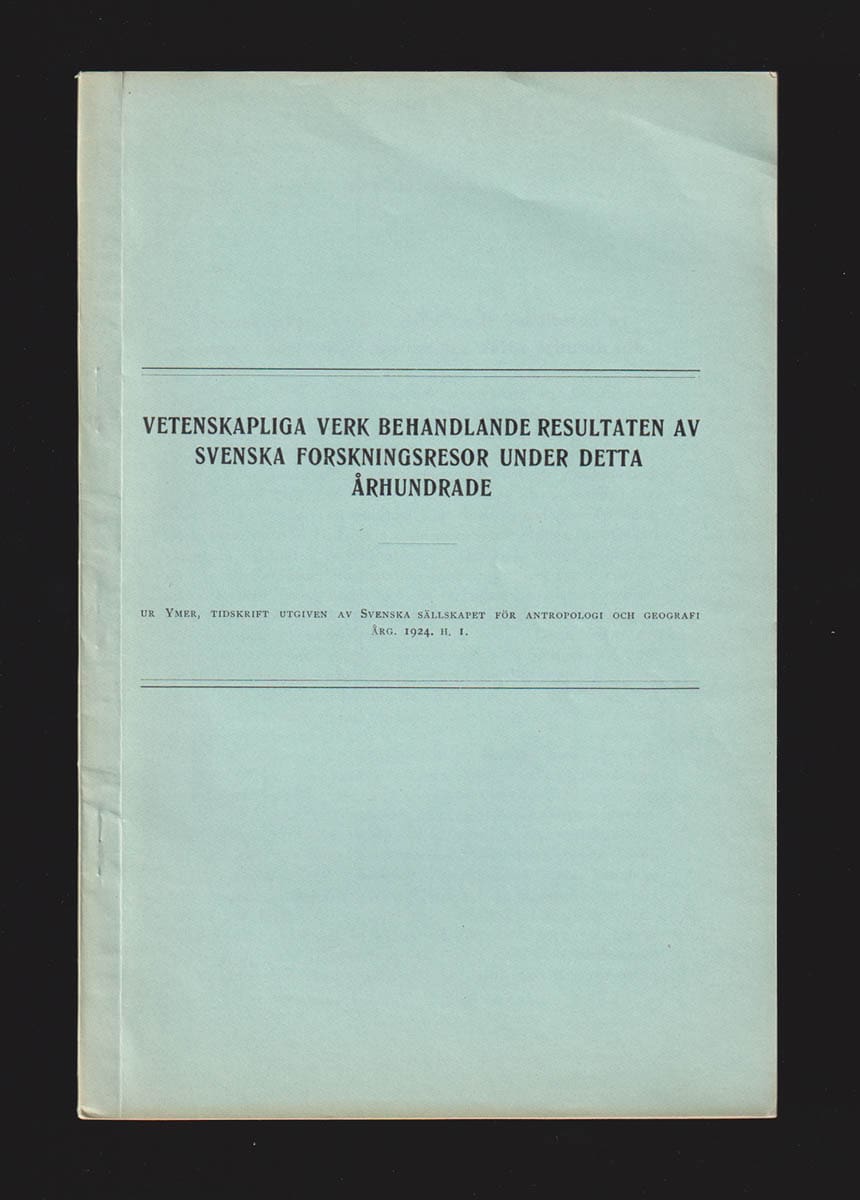 VETENSKAPLIGA VERK BEHANDLANDE RESULTATEN AV
SVENSKA FORSKNINGSRESOR UNDER DETTA
ÅRHUNDRADE
UR YMER, TIDSKRIFT UTGIVEN AV SVENSKA SÄLLSKAPET FÖR ANTROPOLOGI OCH GEOGRAFI
ÅRG. 1924. H. 1.